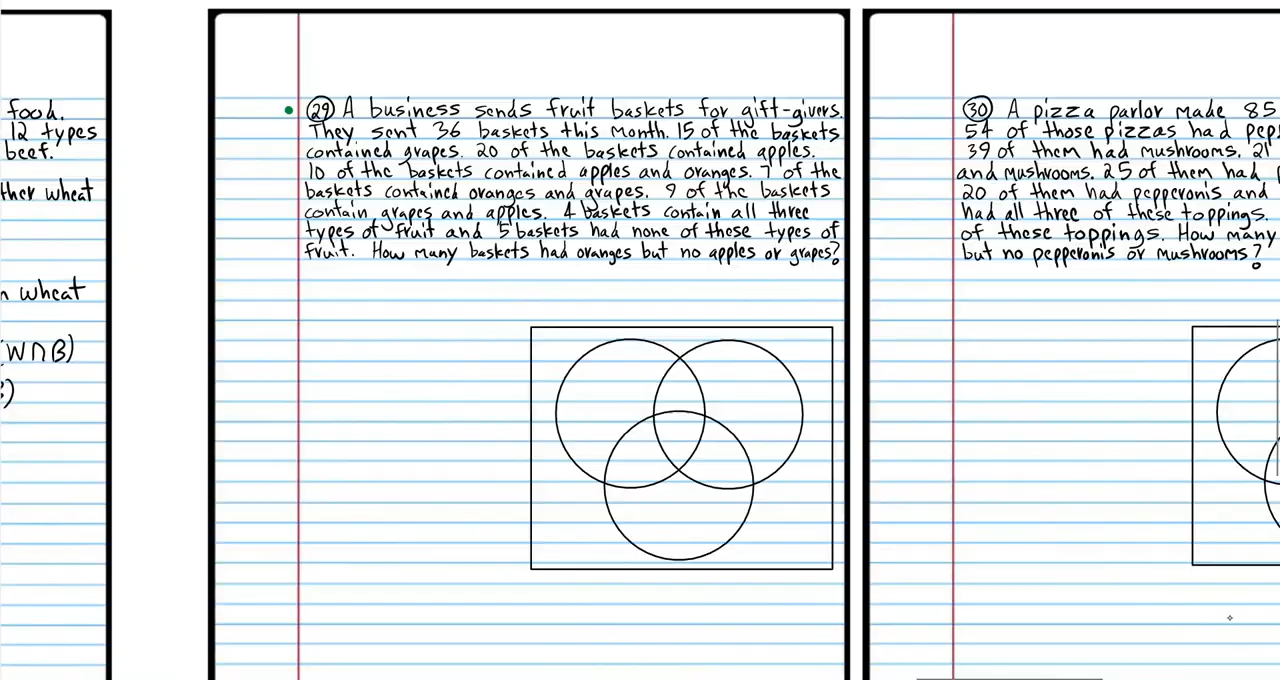 food.
12 types
beef.
ther wheat
wheat
(W∩B)
)
(29) A business sends fruit baskets for gift-givers.
They sent 36 baskets this month. 15 of the baskets
contained grapes. 20 of the baskets contained apples.
10 of the baskets contained apples and oranges. 7 of the
baskets contained oranges and grapes. 9 of the baskets
contain grapes and apples. 4 baskets contain all three
types of fruit and 5 baskets had none of these types of
fruit. How many baskets had oranges but no apples or grapes?
(30) A pizza parlor made 85
54 of those pizzas had pep
39 of them had mushrooms. 21
and mushrooms. 25 of them had
20 of them had pepperonis and
had all three of these toppings.
of these toppings. How many
but no pepperonis or mushrooms?